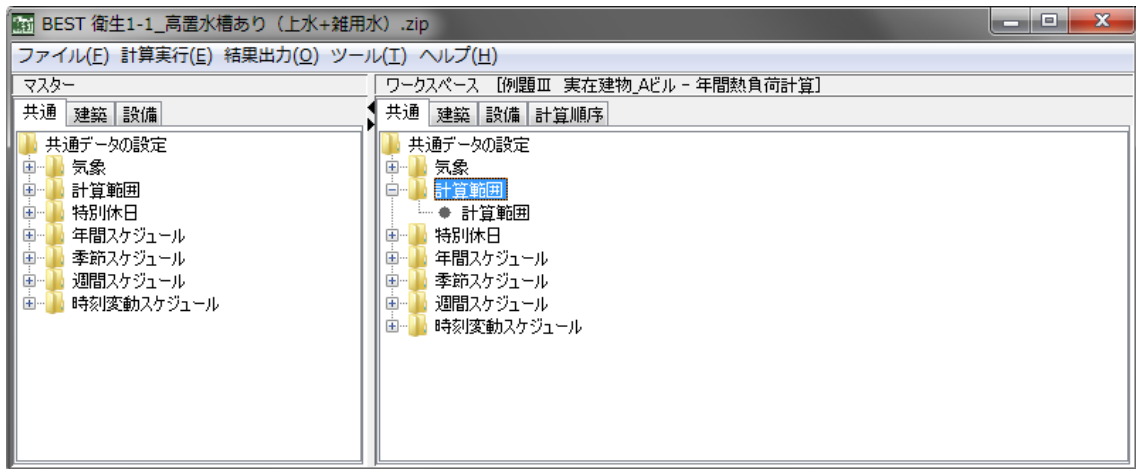 BEST 衛生1-1_高置水槽あり（上水+雑用水）.zip
ファイル(F) 計算実行(E) 結果出力(O) ツール(T) ヘルプ(H)
マスター
共通 建築 設備
共通データの設定
気象
計算範囲
特別休日
年間スケジュール
季節スケジュール
週間スケジュール
時刻変動スケジュール
ワークスペース [例題Ⅲ 実在建物_Aビル - 年間熱負荷計算]
共通 建築 設備 計算順序
共通データの設定
気象
計算範囲
計算範囲
特別休日
年間スケジュール
季節スケジュール
週間スケジュール
時刻変動スケジュール